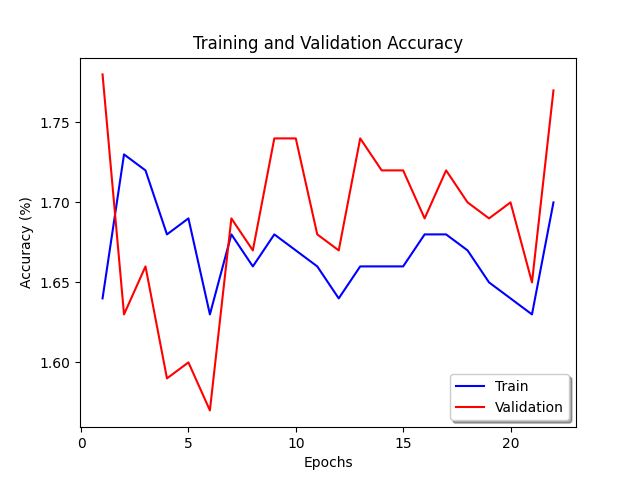 Training and Validation Accuracy
Accuracy (%)
1.75
1.70
1.65
1.60
0 5 10 15 20
Epochs
Train
Validation